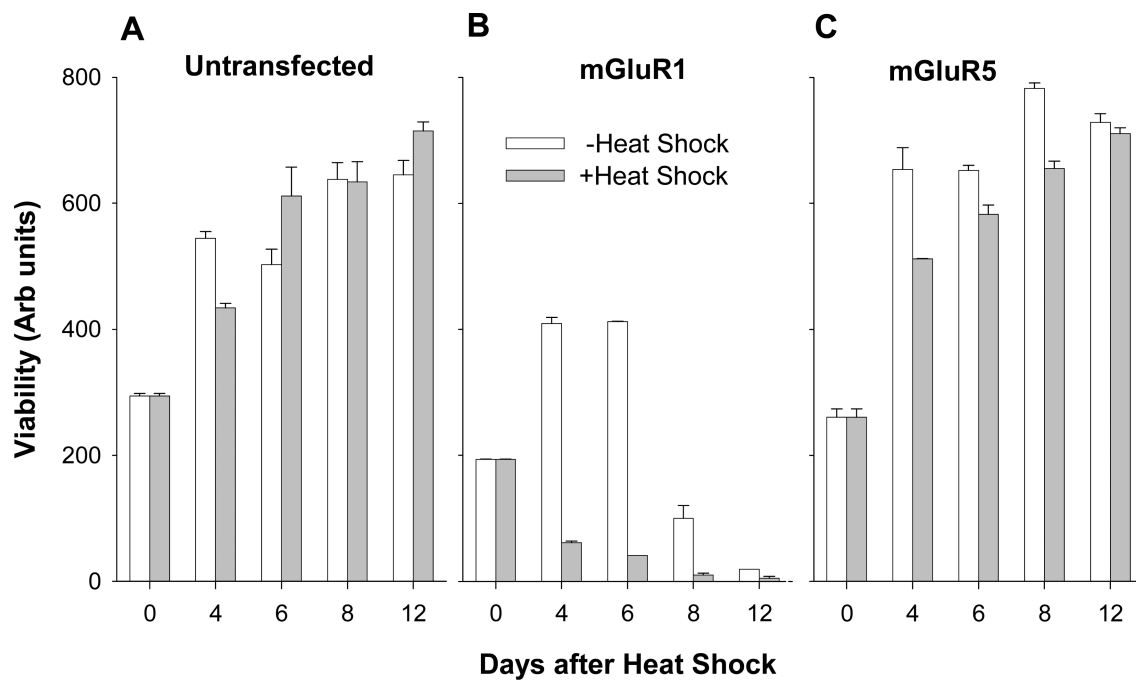 A
B
C
Untransfected
mGluR1
mGluR5
-Heat Shock
+Heat Shock
Viability (Arb units)
800
600
400
200
0
0 4 6 8 12
0 4 6 8 12
0 4 6 8 12
Days after Heat Shock